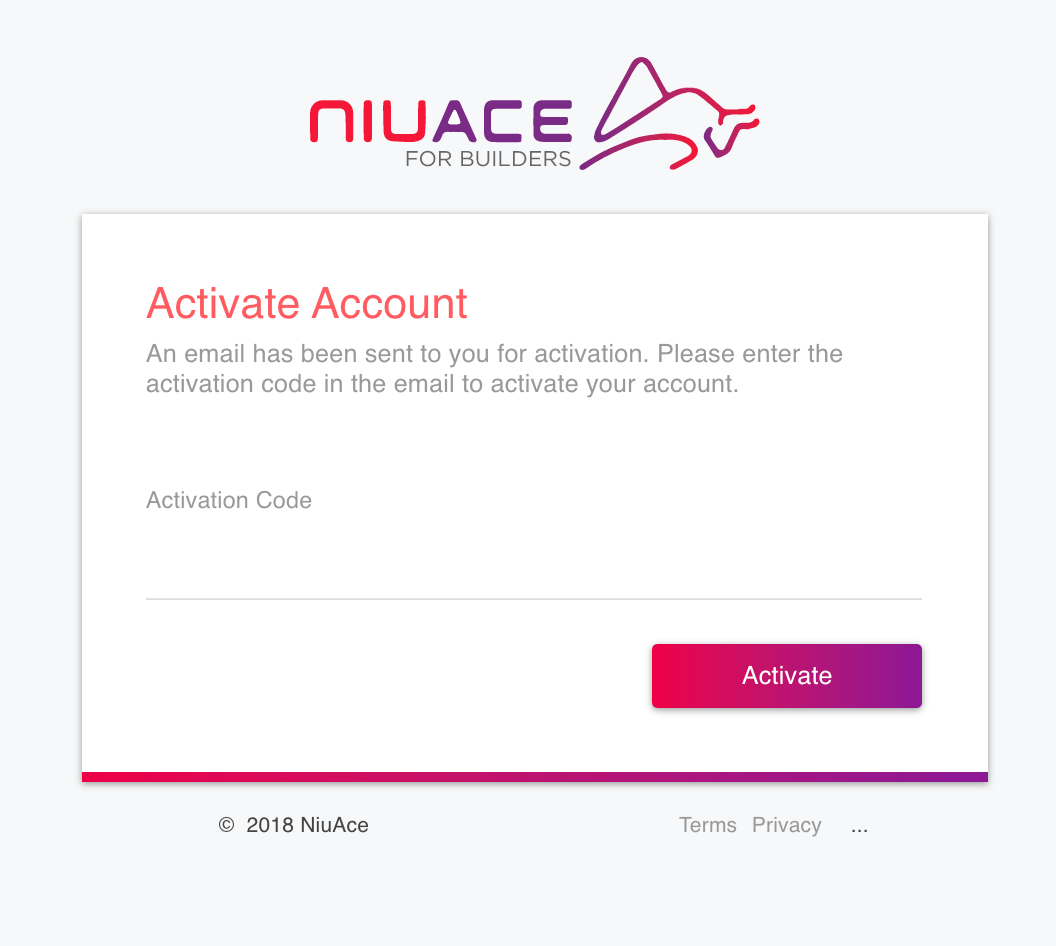 NIUACE
FOR BUILDERS
Activate Account
An email has been sent to you for activation. Please enter the
activation code in the email to activate your account.
Activation Code
Activate
© 2018 NiuAce
Terms Privacy ...